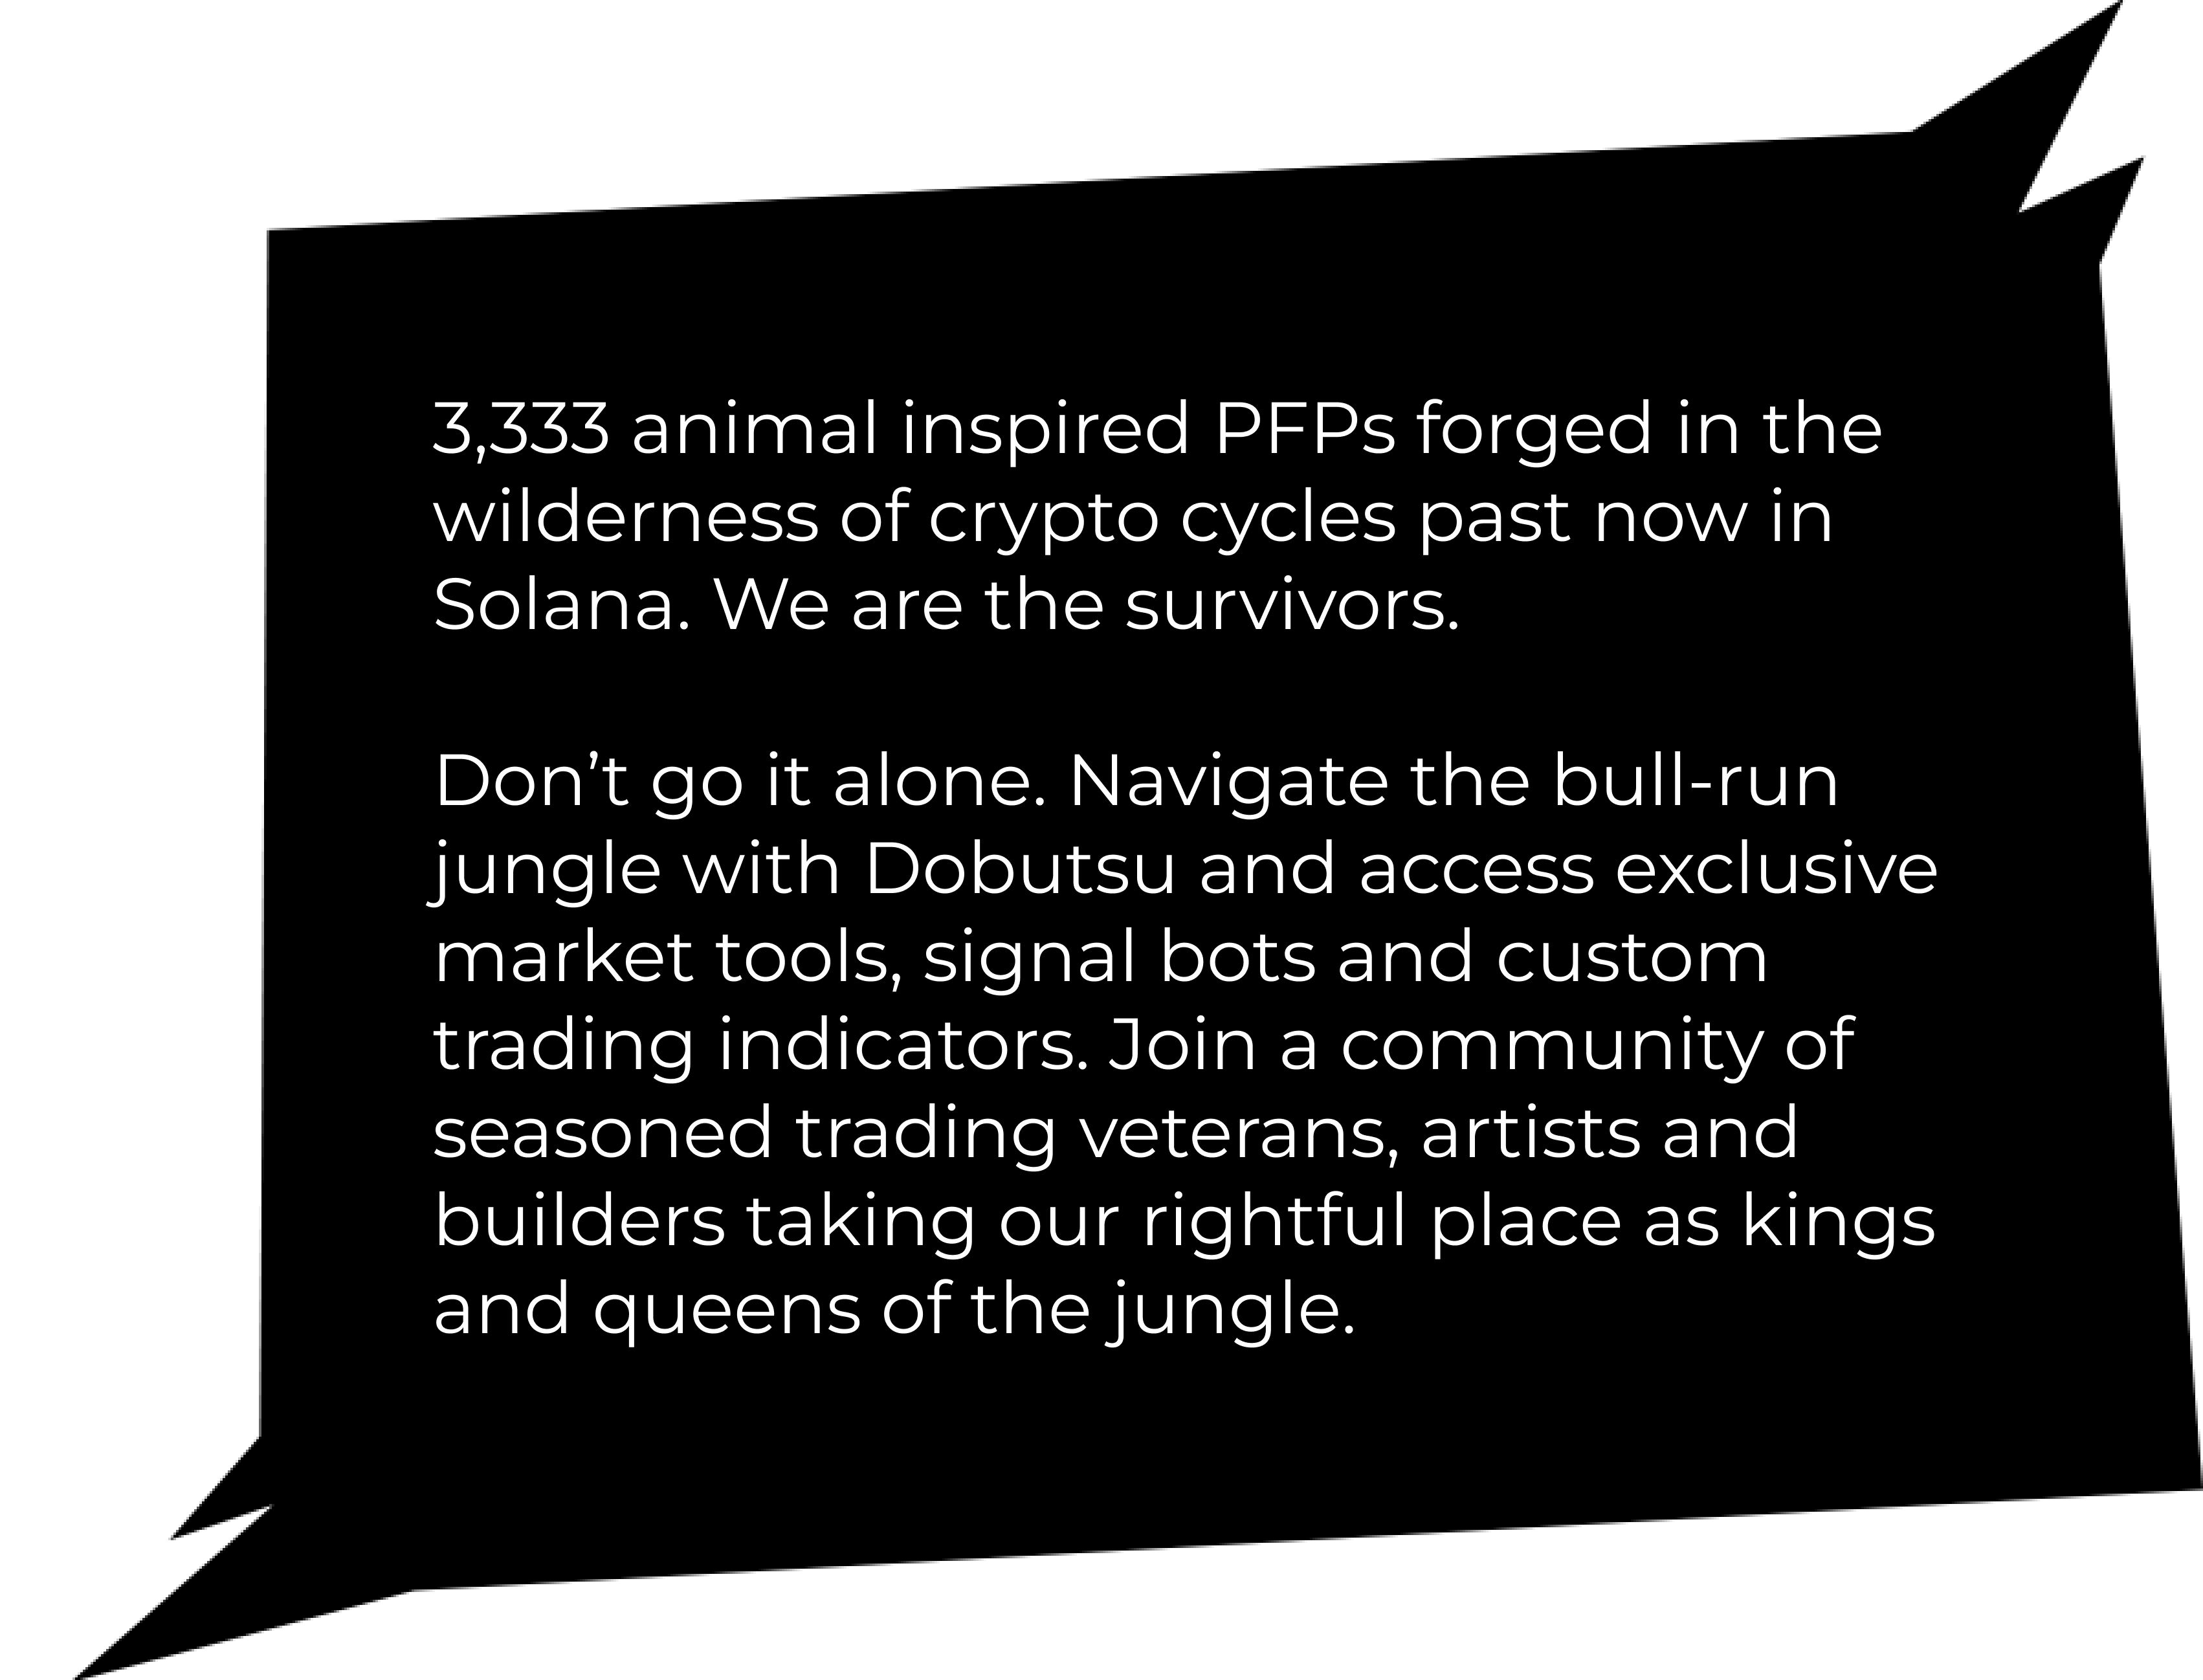 3,333 animal inspired PFPs forged in the
wilderness of crypto cycles past now in
Solana. We are the survivors.
Don't go it alone. Navigate the bull-run
jungle with Dobutsu and access exclusive
market tools, signal bots and custom
trading indicators. Join a community of
seasoned trading veterans, artists and
builders taking our rightful place as kings
and queens of the jungle.